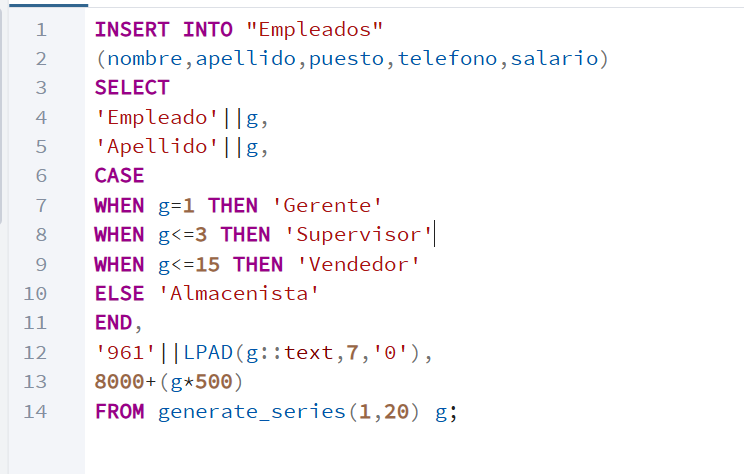 1 INSERT INTO "Empleados"
2 (nombre,apellido,puesto,telefono,salario)
3 SELECT
4 'Empleado'||g,
5 'Apellido'||g,
6 CASE
7 WHEN g=1 THEN 'Gerente'
8 WHEN g<=3 THEN 'Supervisor'
9 WHEN g<=15 THEN 'Vendedor'
10 ELSE 'Almacenista'
11 END,
12 '961'||LPAD(g::text,7,'0'),
13 8000+(g*500)
14 FROM generate_series(1,20) g;